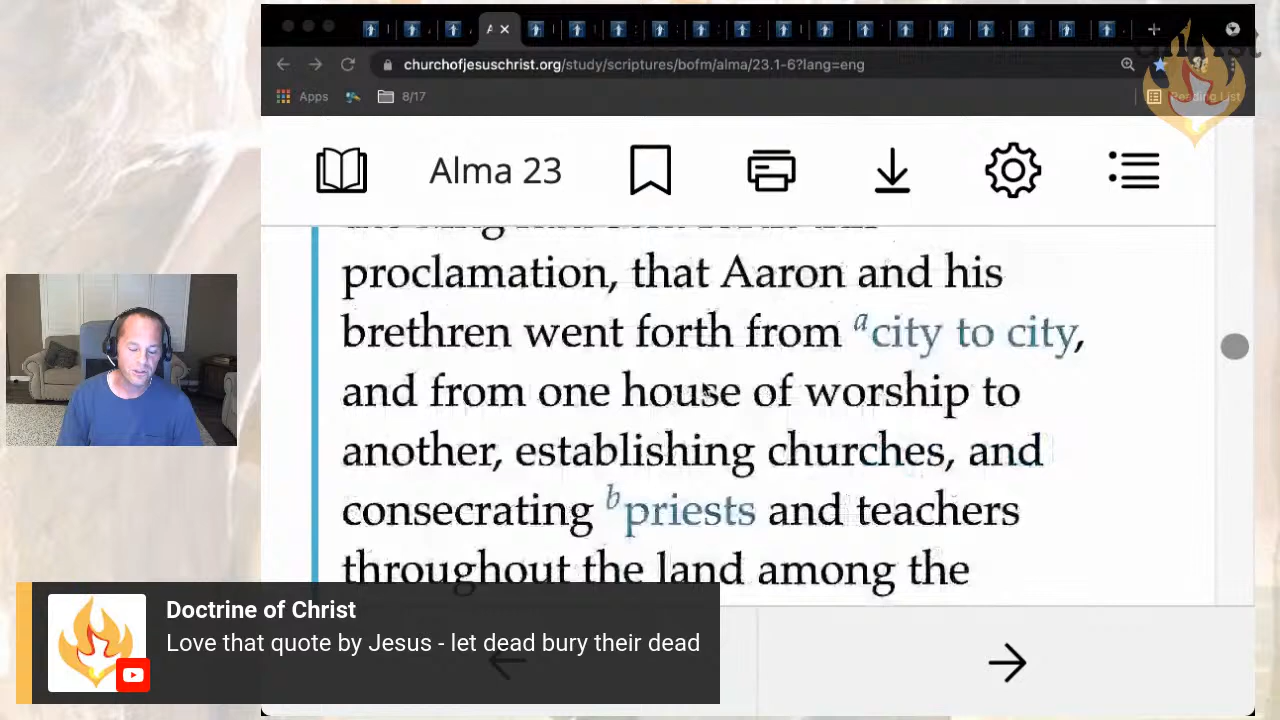 churchofjesuschrist.org/study/scriptures/bofm/alma/23.1-6?lang=eng
Apps
8/17
Reading List
Alma 23
proclamation, that Aaron and his
brethren went forth from a city to city,
and from one house of worship to
another, establishing churches, and
consecrating b priests and teachers
throughout the land among the
Doctrine of Christ
Love that quote by Jesus - let dead bury their dead